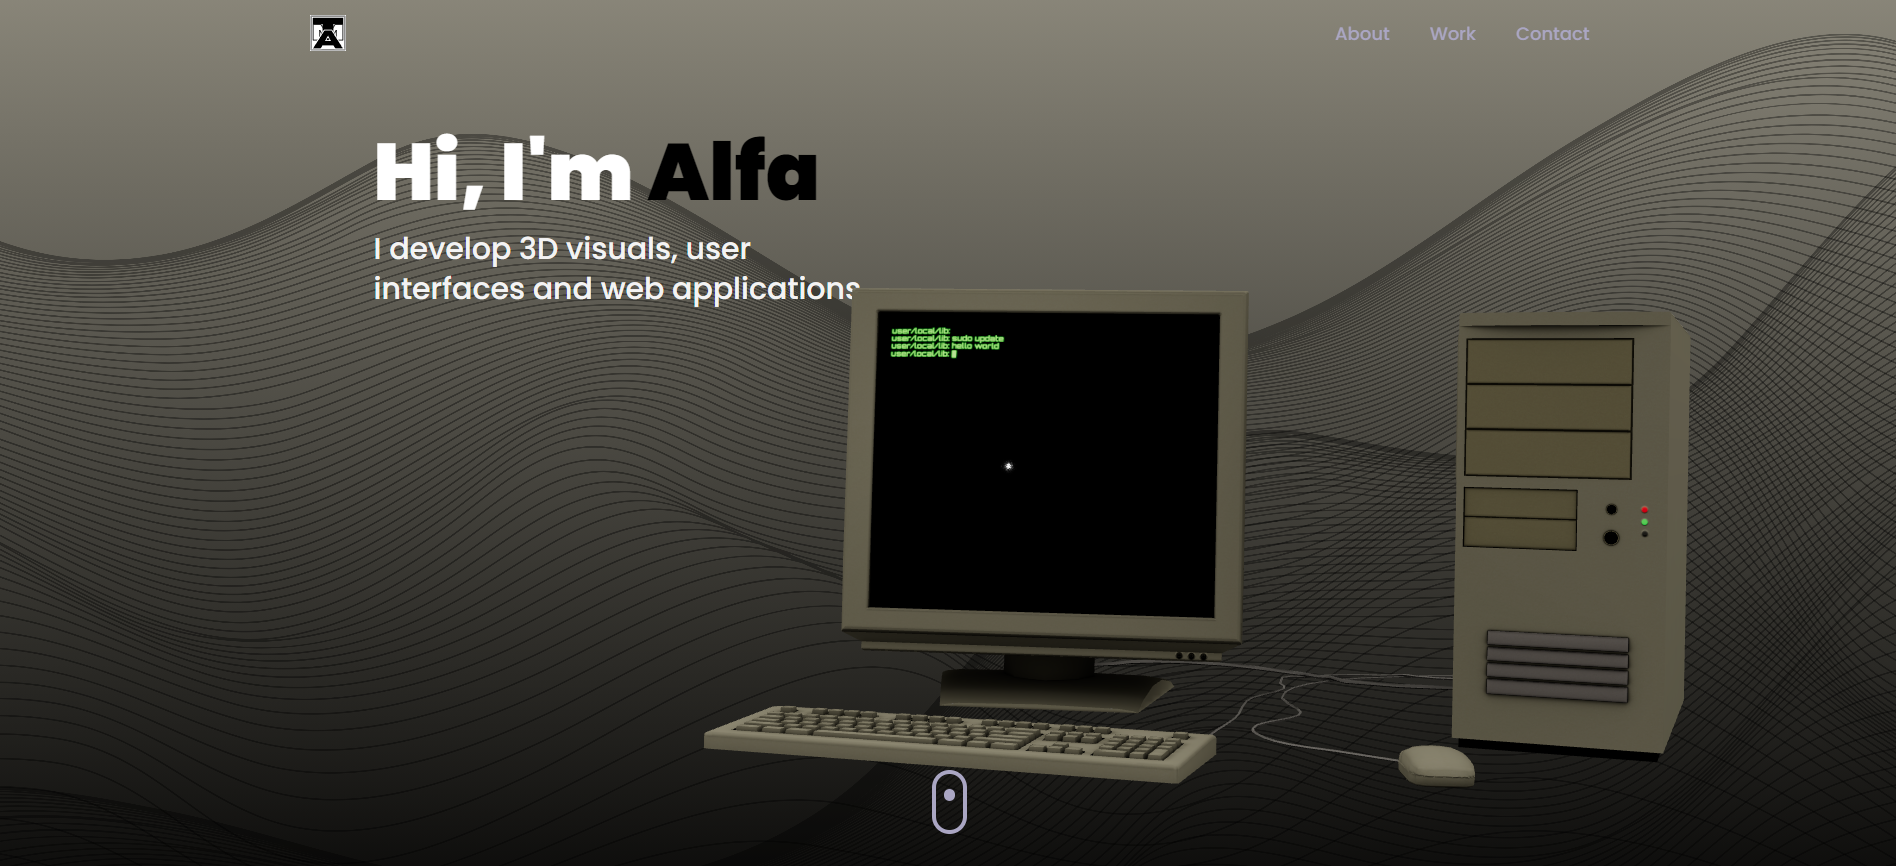 About Work Contact
Hi, I'm Alfa
I develop 3D visuals, user
interfaces and web applications
user/local/lib:
user/local/lib: sudo update
user/local/lib: hello world
user/local/lib: